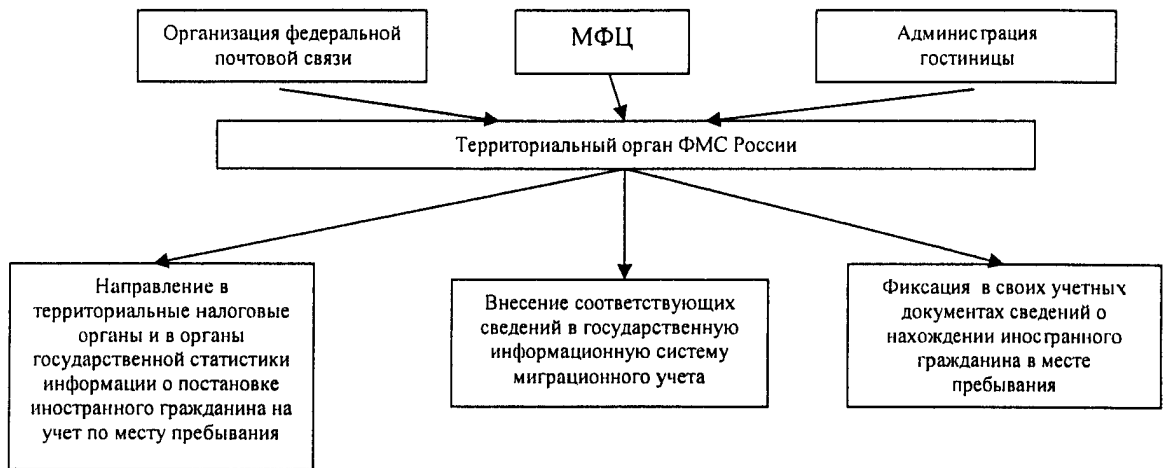 Организация федеральной
почтовой связи
МФЦ
Администрация
гостиницы
Территориальный орган ФМС России
Направление в
территориальные налоговые
органы и в органы
государственной статистики
информации о постановке
иностранного гражданина на
учет по месту пребывания
Внесение соответствующих
сведений в государственную
информационную систему
миграционного учета
Фиксация в своих учетных
документах сведений о
нахождении иностранного
гражданина в месте
пребывания